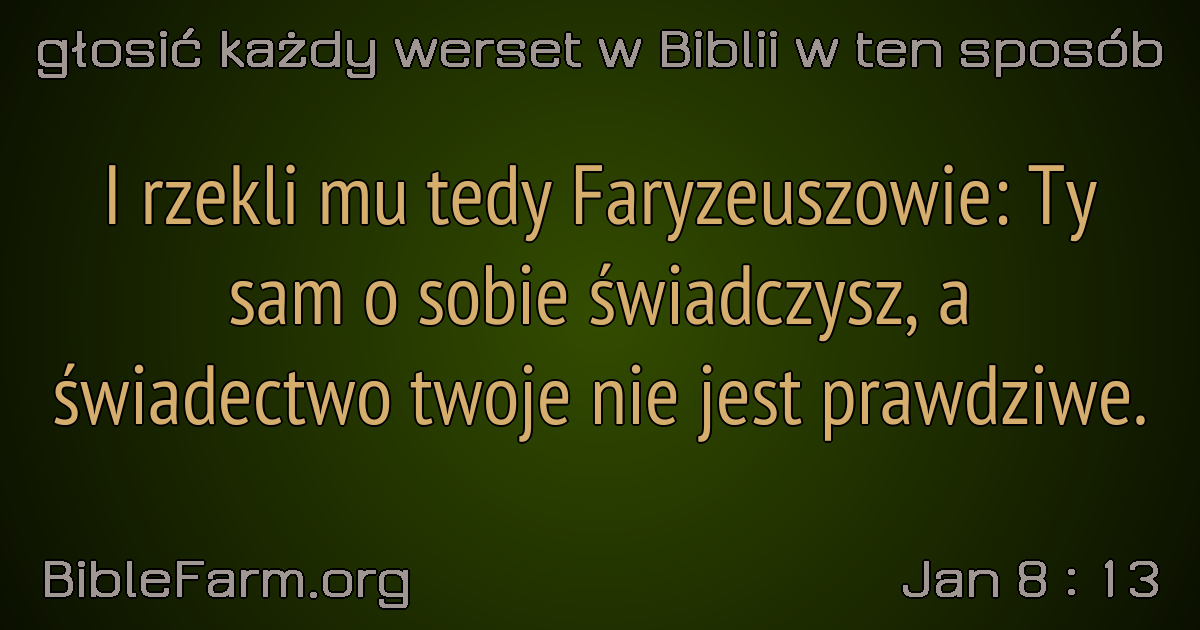 głosić każdy werset w Biblii w ten sposób
I rzekli mu tedy Faryzeuszowie: Ty
sam o sobie świadczysz, a
świadectwo twoje nie jest prawdziwe.
BibleFarm.org
Jan 8 : 13